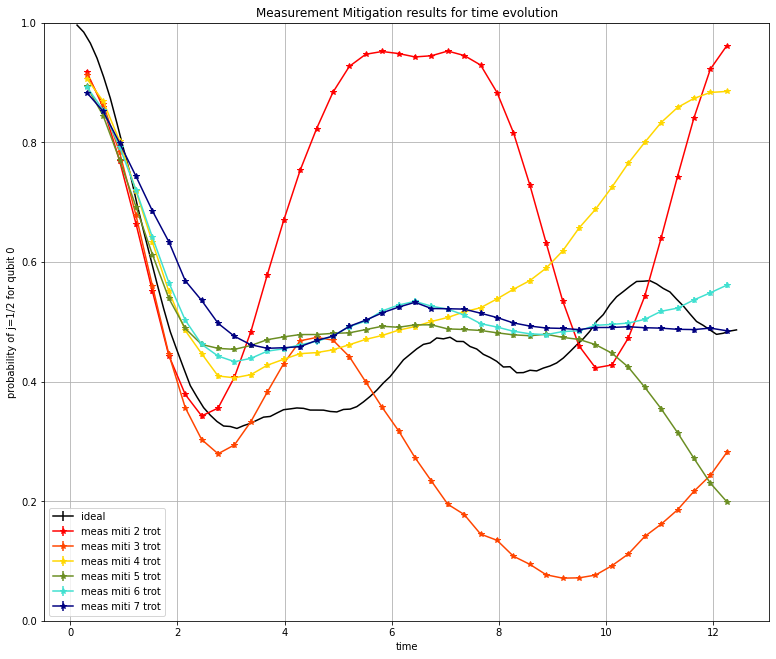 Measurement Mitigation results for time evolution
probability of J=1/2 for qubit 0
1.0
0.8
0.6
0.4
0.2
0.0
ideal
meas miti 2 trot
meas miti 3 trot
meas miti 4 trot
meas miti 5 trot
meas miti 6 trot
meas miti 7 trot
0 2 4 6 8 10 12
time